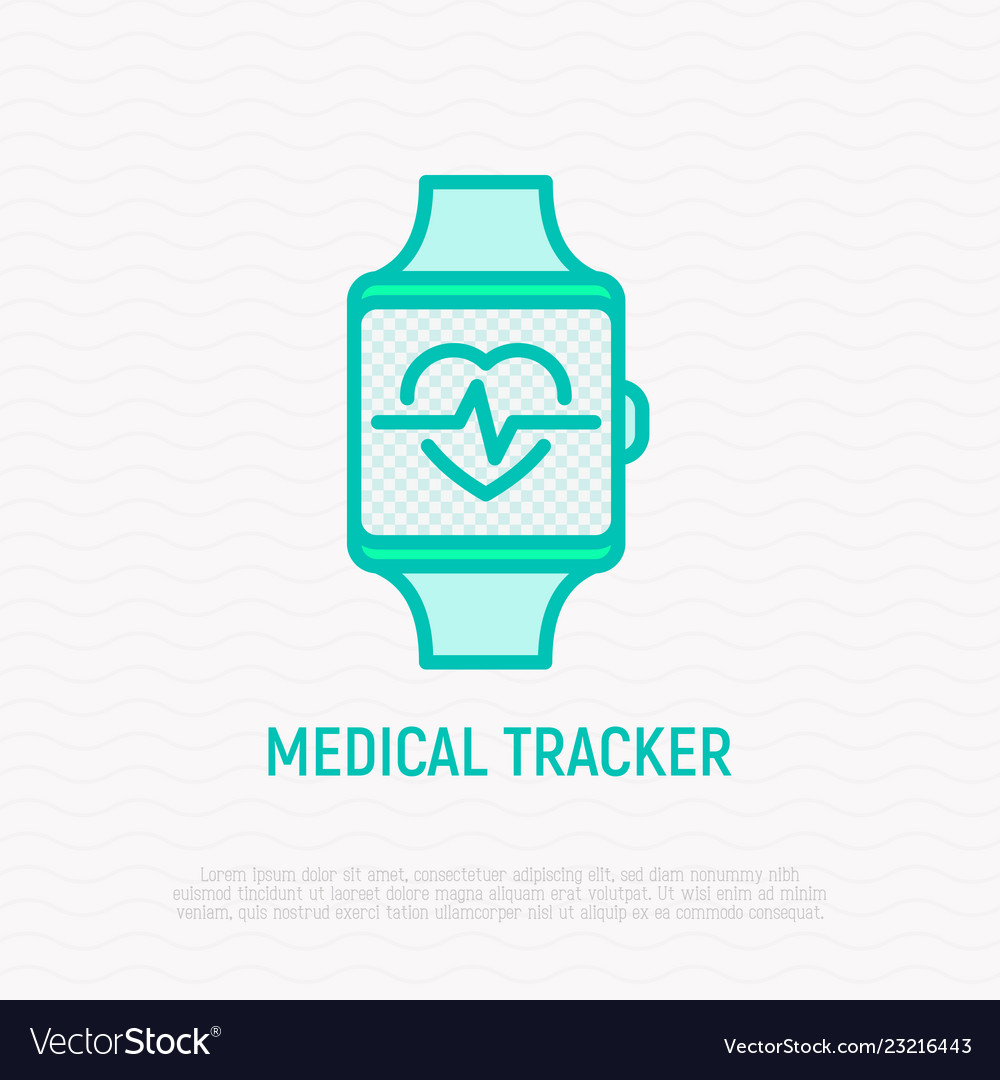 MEDICAL TRACKER
Lorem ipsum dolor sit amet, consectetuer adipiscing elit, sed diam nonummy nibh
euismod tincidunt ut laoreet dolore magna aliquam erat volutpat. Ut wisi enim ad minim
veniam, quis nostrud exerci tation ullamcorper nisl ut aliquip ex ea commodo consequat.
VectorStock®
VectorStock.com/23216443